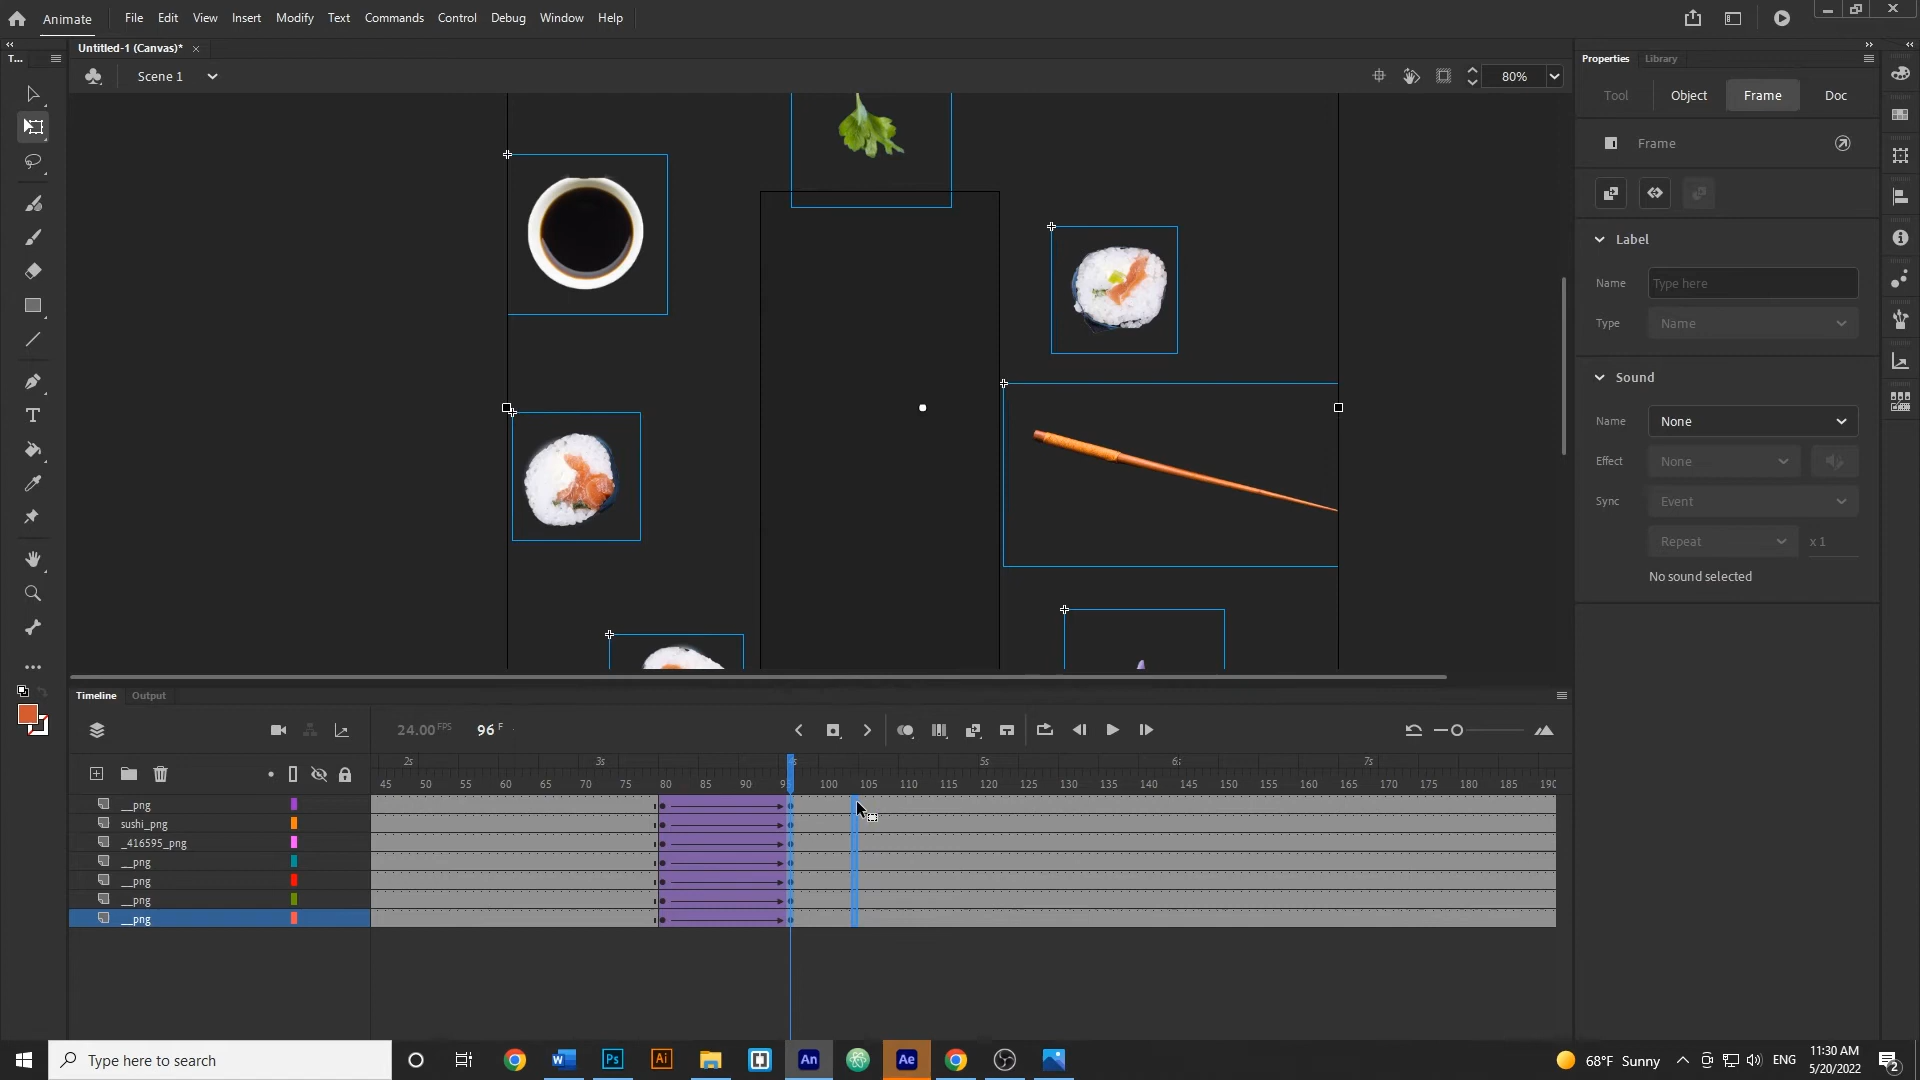 Animate File Edit View Insert Modify Text Commands Control Debug Window Help
Untitled-1 (Canvas)*
Scene 1
80%
T...
Properties Library
Tool Object Frame Doc
Frame
Label
Name Type here
Type Name
Sound
Name None
Effect None
Sync Event
Repeat x 1
No sound selected
Timeline Output
24.00 FPS 96 F
2s 3s 5s 7s
45 50 55 60 65 70 75 80 85 90 100 105 110 115 120 125 130 135 140 145 150 155 160 165 170 175 180 185 190
__png
sushi_png
_416595_png
__png
__png
__png
__png
Type here to search
Ps Ai An Ae
68°F Sunny
ENG
11:30 AM
5/20/2022
2